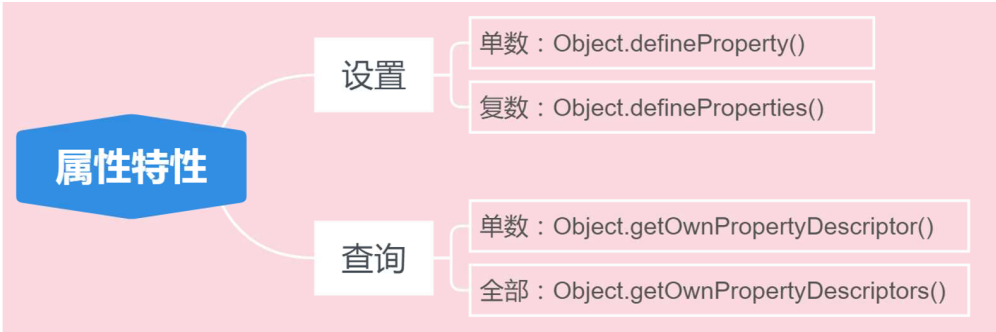 属性特性
设置
单数：Object.defineProperty()
复数：Object.defineProperties()
查询
单数：Object.getOwnPropertyDescriptor()
全部：Object.getOwnPropertyDescriptors()